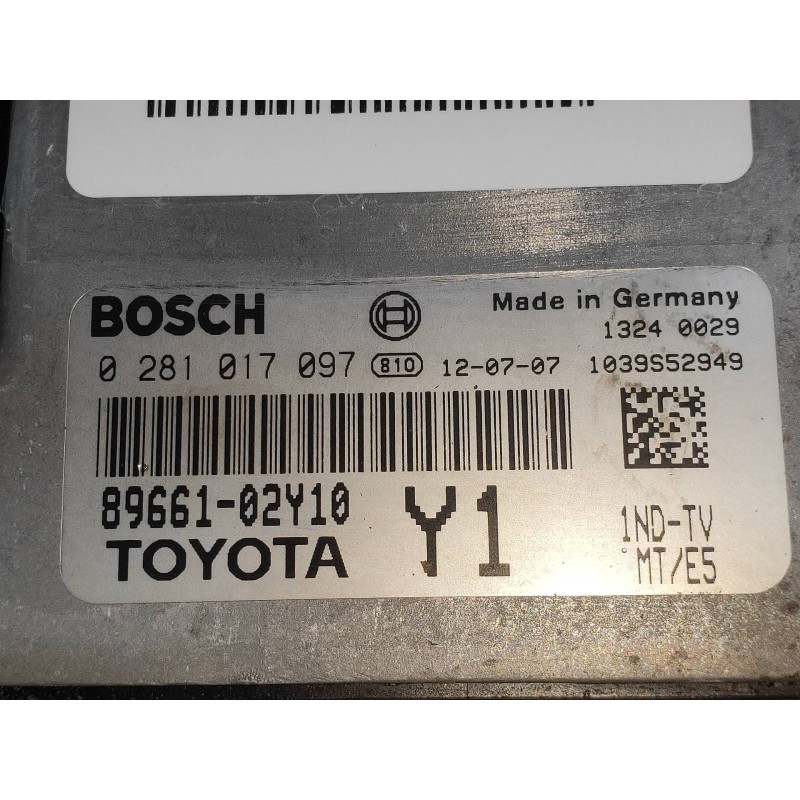 BOSCH Made in Germany
1324 0029
0 281 017 097 810 12-07-07 1039S52949
89661-02Y10 Y1 1ND-TV
TOYOTA °MT/E5